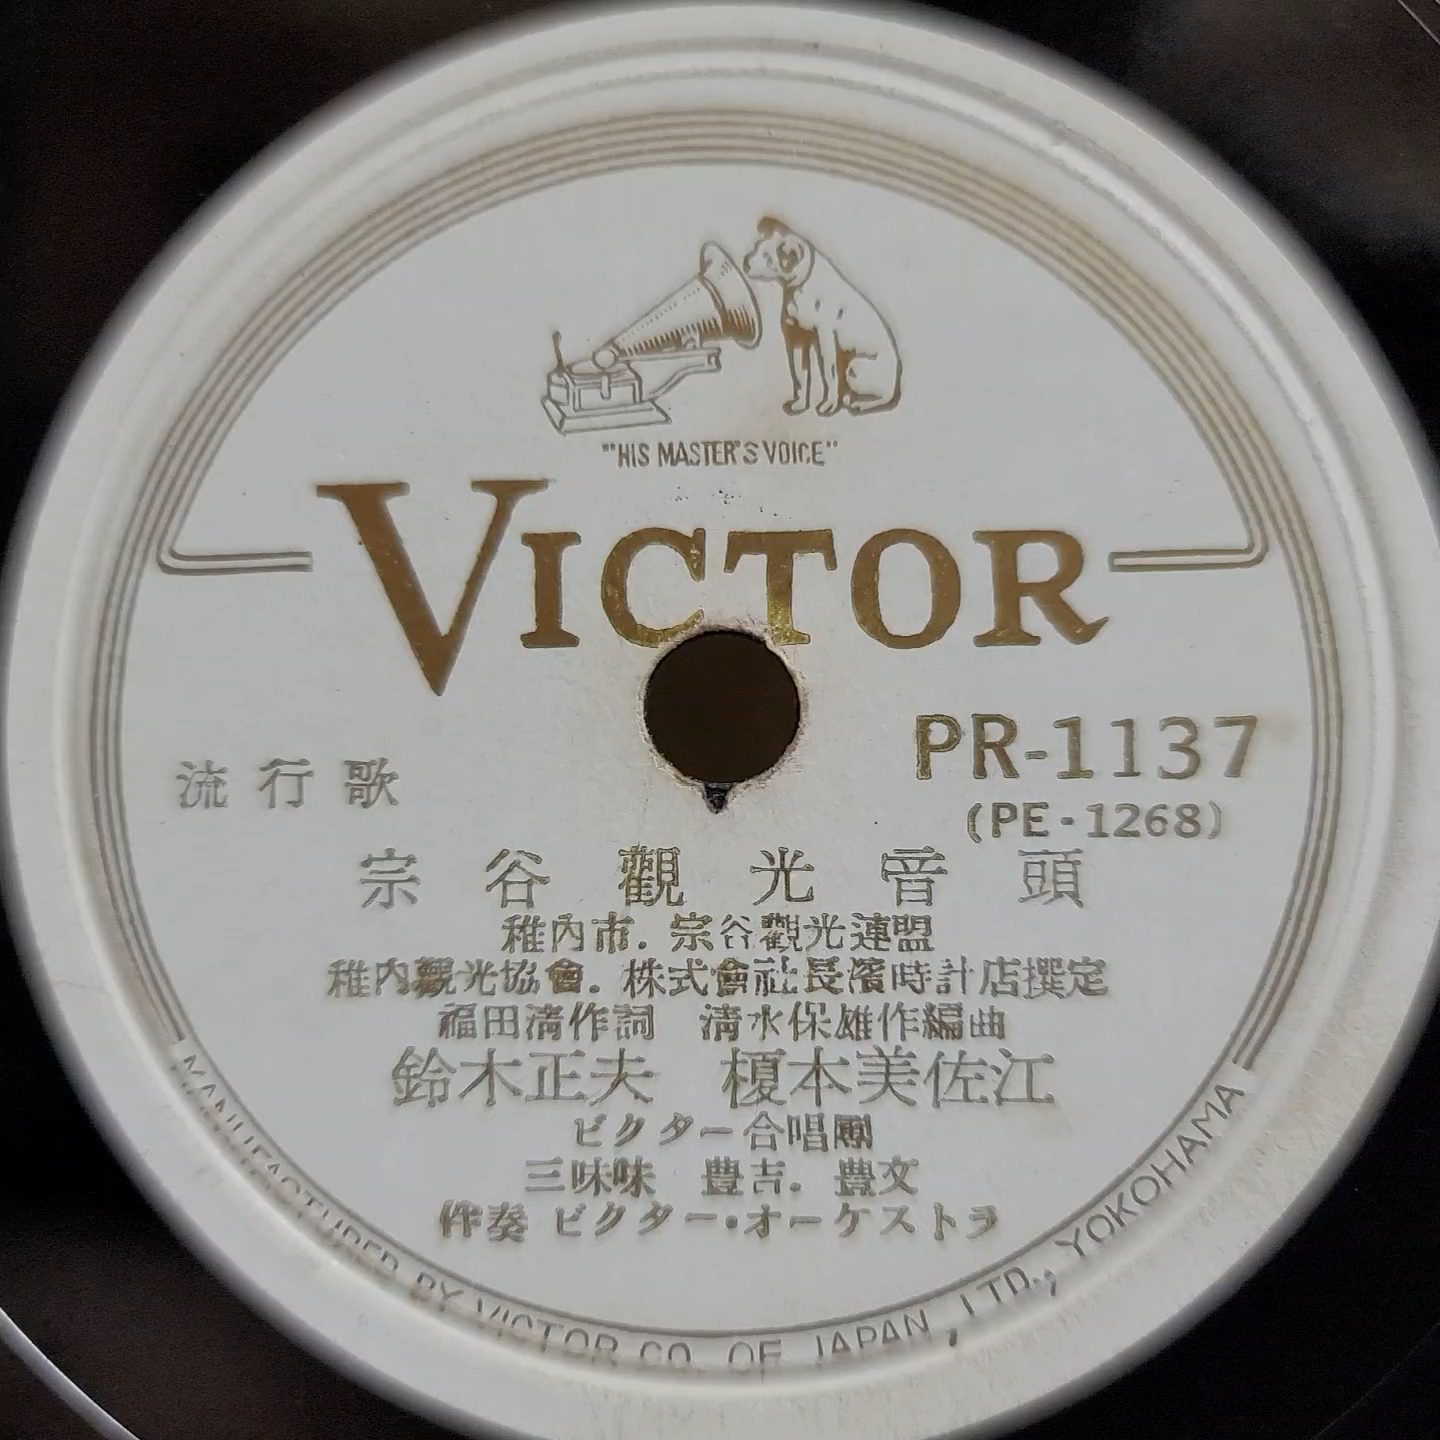 "HIS MASTER'S VOICE"
VICTOR
PR-1137
(PE-1268)
流行歌
宗谷觀光音頭
稚内市．宗谷觀光連盟
稚内觀光協會．株式會社長濱時計店撰定
福田清作詞　清水保雄作編曲
鈴木正夫　榎本美佐江
ビクター合唱團
三味味　豊吉．豊文
伴奏 ビクター・オーケストラ
MANUFACTURED BY VICTOR CO. OF JAPAN, LTD., YOKOHAMA